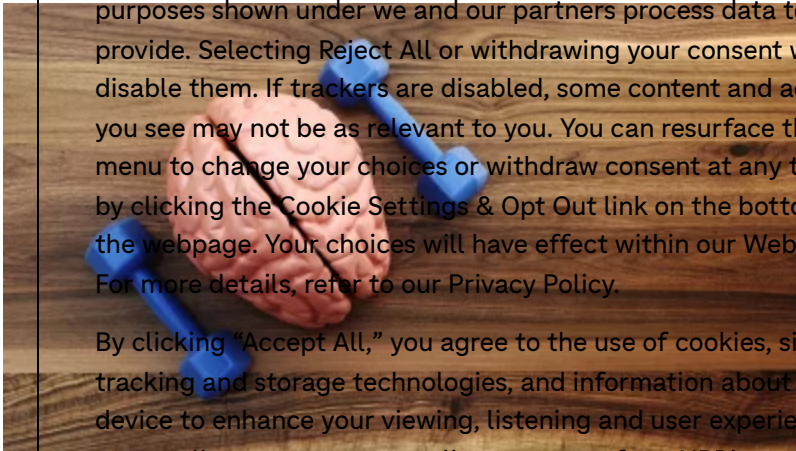 purposes shown under we and our partners process data to
provide. Selecting Reject All or withdrawing your consent
disable them. If trackers are disabled, some content and
you see may not be as relevant to you. You can resurface
menu to change your choices or withdraw consent at any
by clicking the Cookie Settings & Opt Out link on the
the webpage. Your choices will have effect within our Web
For more details, refer to our Privacy Policy.
By clicking “Accept All,” you agree to the use of cookies,
tracking and storage technologies, and information about
device to enhance your viewing, listening and user